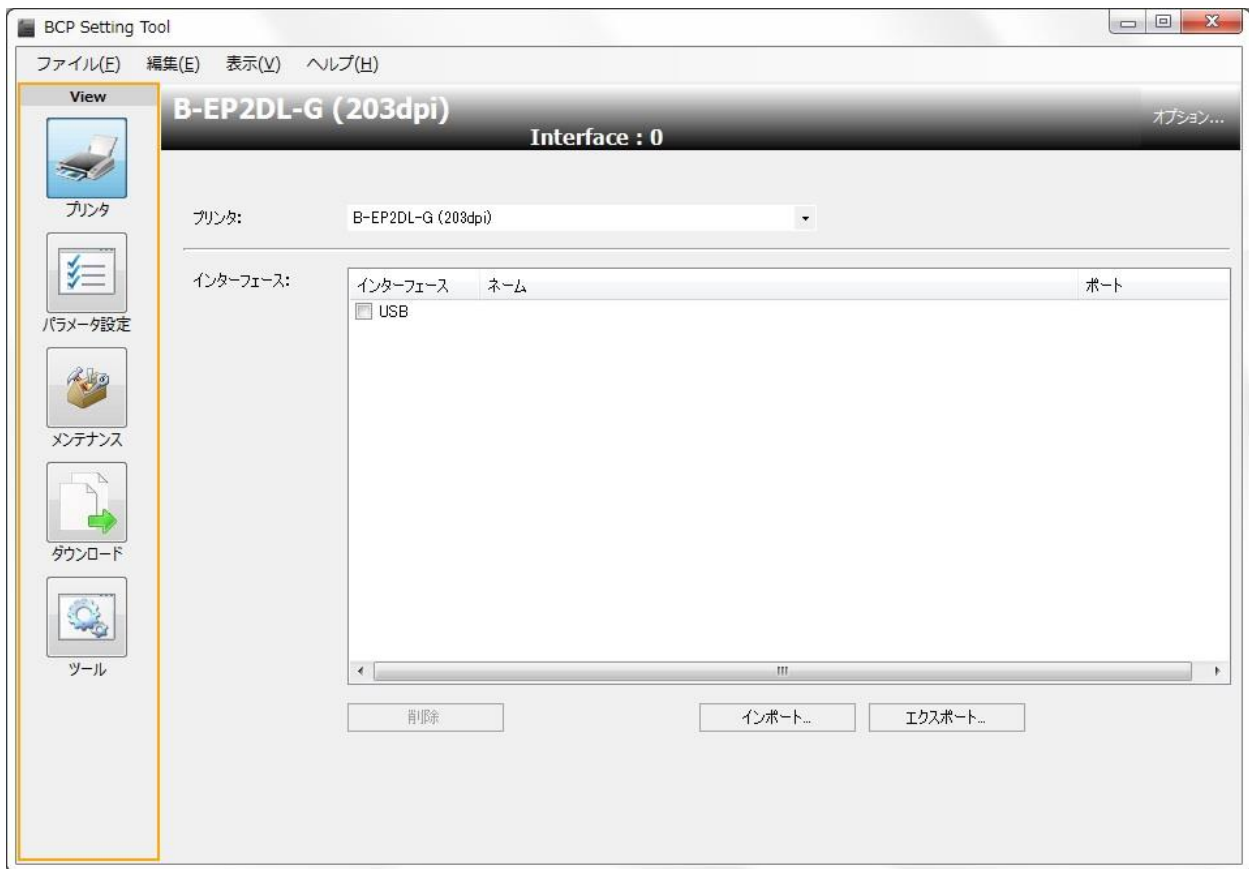 BCP Setting Tool
ファイル(F) 編集(E) 表示(V) ヘルプ(H)
View
プリンタ
パラメータ設定
メンテナンス
ダウンロード
ツール
B-EP2DL-G (203dpi)
Interface : 0
オプション...
プリンタ: B-EP2DL-G (203dpi)
インターフェース:
インターフェース ネーム ポート
USB
削除 インポート... エクスポート...